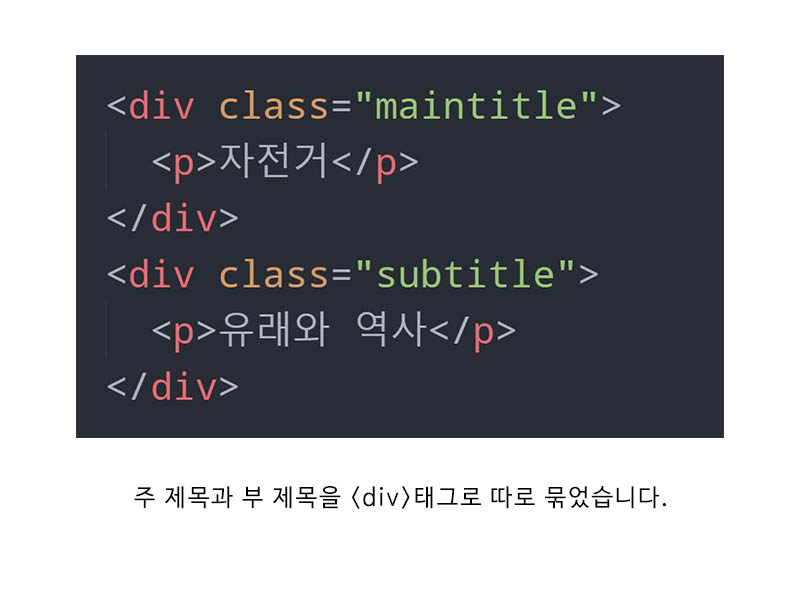 <div class="maintitle">
<p>자전거</p>
</div>
<div class="subtitle">
<p>유래와 역사</p>
</div>
주 제목과 부 제목을 <div>태그로 따로 묶었습니다.